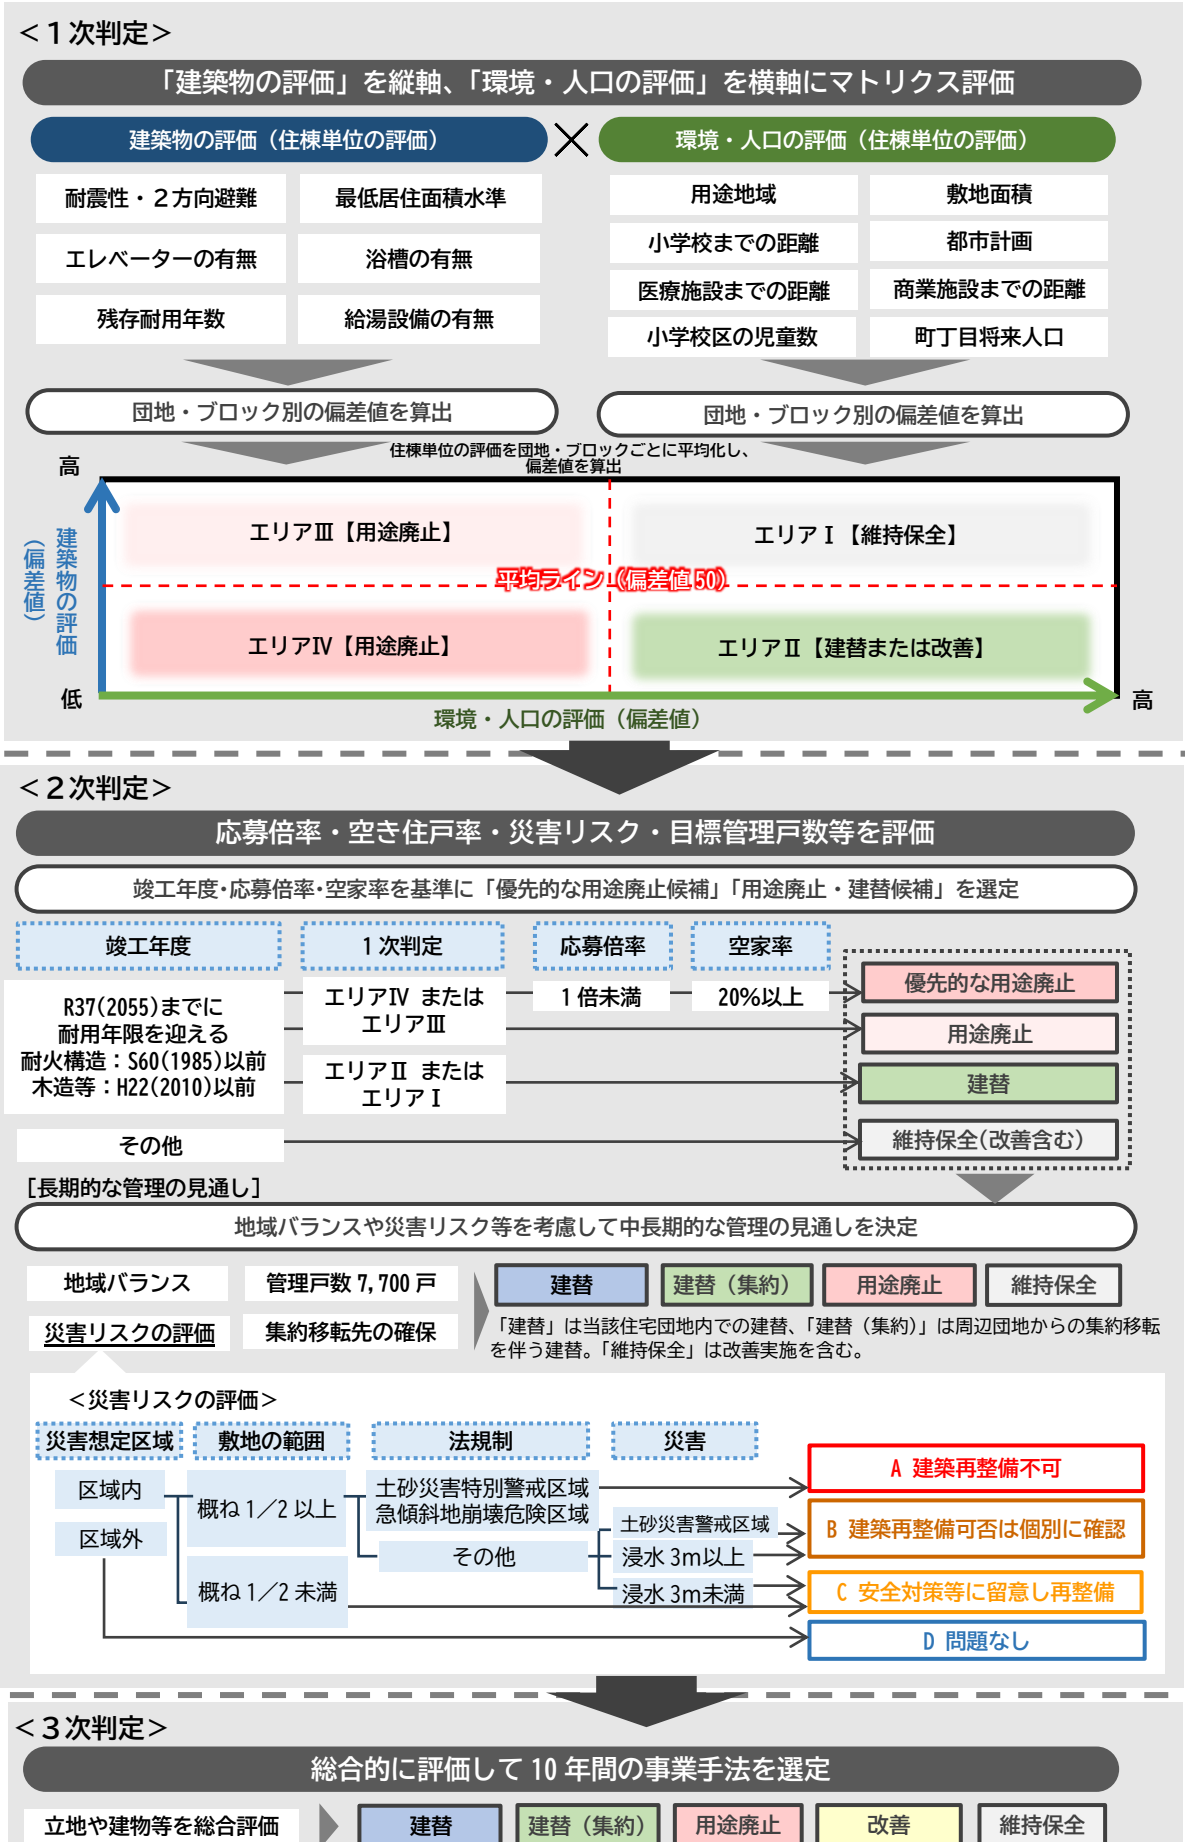 ＜１次判定＞
「建築物の評価」を縦軸、「環境・人口の評価」を横軸にマトリクス評価
建築物の評価（住棟単位の評価）
環境・人口の評価（住棟単位の評価）
耐震性・２方向避難
最低居住面積水準
エレベーターの有無
浴槽の有無
残存耐用年数
給湯設備の有無
用途地域
敷地面積
小学校までの距離
都市計画
医療施設までの距離
商業施設までの距離
小学校区の児童数
町丁目将来人口
団地・ブロック別の偏差値を算出
団地・ブロック別の偏差値を算出
住棟単位の評価を団地・ブロックごとに平均化し、
偏差値を算出
高
建築物の評価
（偏差値）
低
エリアⅢ【用途廃止】
エリアⅠ【維持保全】
平均ライン（偏差値 50）
エリアⅣ【用途廃止】
エリアⅡ【建替または改善】
環境・人口の評価（偏差値）
高
＜２次判定＞
応募倍率・空き住戸率・災害リスク・目標管理戸数等を評価
竣工年度・応募倍率・空家率を基準に「優先的な用途廃止候補」「用途廃止・建替候補」を選定
竣工年度
１次判定
応募倍率
空家率
R37(2055)までに
耐用年限を迎える
耐火構造：S60(1985)以前
木造等：H22(2010)以前
エリアⅣ または
エリアⅢ
1 倍未満
20%以上
優先的な用途廃止
用途廃止
エリアⅡ または
エリアⅠ
建替
その他
維持保全(改善含む)
［長期的な管理の見通し］
地域バランスや災害リスク等を考慮して中長期的な管理の見通しを決定
地域バランス
管理戸数 7,700 戸
災害リスクの評価
集約移転先の確保
建替
建替（集約）
用途廃止
維持保全
「建替」は当該住宅団地内での建替、「建替（集約）」は周辺団地からの集約移転
を伴う建替。「維持保全」は改善実施を含む。
＜災害リスクの評価＞
災害想定区域
敷地の範囲
法規制
災害
区域内
区域外
概ね 1／2 以上
概ね 1／2 未満
土砂災害特別警戒区域
急傾斜地崩壊危険区域
その他
土砂災害警戒区域
浸水 3m以上
浸水 3m未満
A 建築再整備不可
B 建築再整備可否は個別に確認
C 安全対策等に留意し再整備
D 問題なし
＜３次判定＞
総合的に評価して 10 年間の事業手法を選定
立地や建物等を総合評価
建替
建替（集約）
用途廃止
改善
維持保全